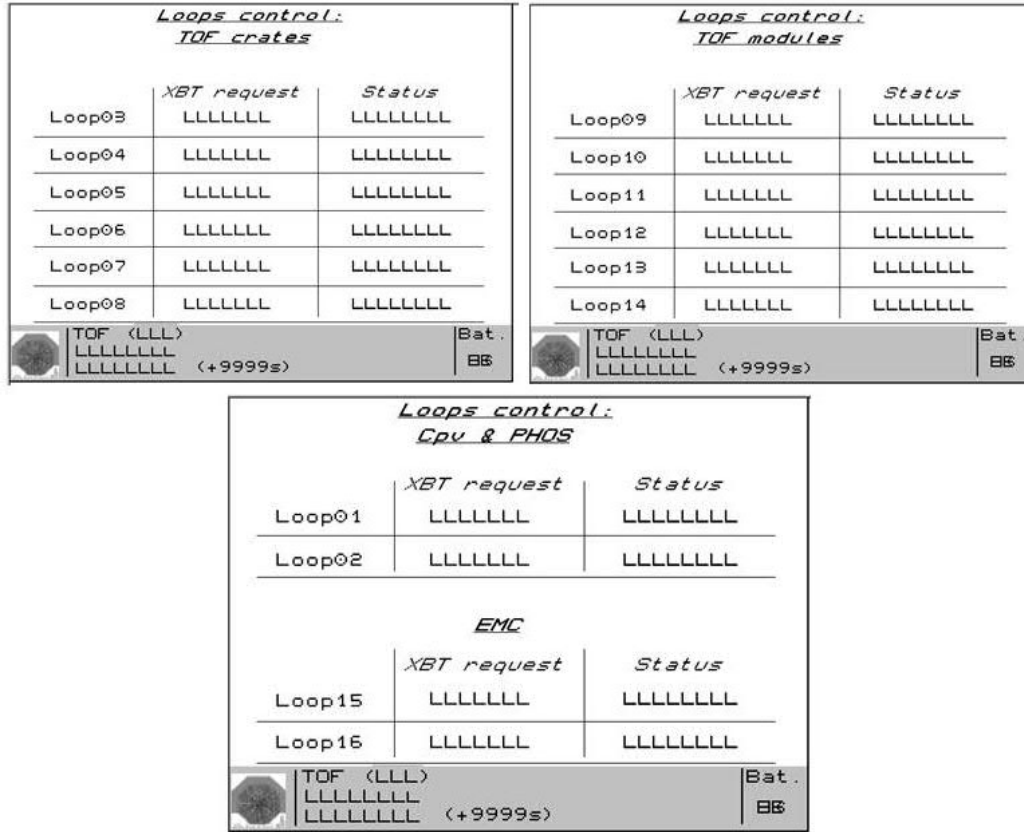 Loops control:
TOF crates
XBT request Status
Loop03 LLLLLLL LLLLLLLL
Loop04 LLLLLLL LLLLLLLL
Loop05 LLLLLLL LLLLLLLL
Loop06 LLLLLLL LLLLLLLL
Loop07 LLLLLLL LLLLLLLL
Loop08 LLLLLLL LLLLLLLL
TOF (LLL) Bat.
LLLLLLLL
LLLLLLLL (+9999s)
Loops control:
TOF modules
XBT request Status
Loop09 LLLLLLL LLLLLLLL
Loop10 LLLLLLL LLLLLLLL
Loop11 LLLLLLL LLLLLLLL
Loop12 LLLLLLL LLLLLLLL
Loop13 LLLLLLL LLLLLLLL
Loop14 LLLLLLL LLLLLLLL
TOF (LLL) Bat.
LLLLLLLL
LLLLLLLL (+9999s)
Loops control:
Cpv & PHOS
XBT request Status
Loop01 LLLLLLL LLLLLLLL
Loop02 LLLLLLL LLLLLLLL
EMC
XBT request Status
Loop15 LLLLLLL LLLLLLLL
Loop16 LLLLLLL LLLLLLLL
TOF (LLL) Bat.
LLLLLLLL
LLLLLLLL (+9999s)